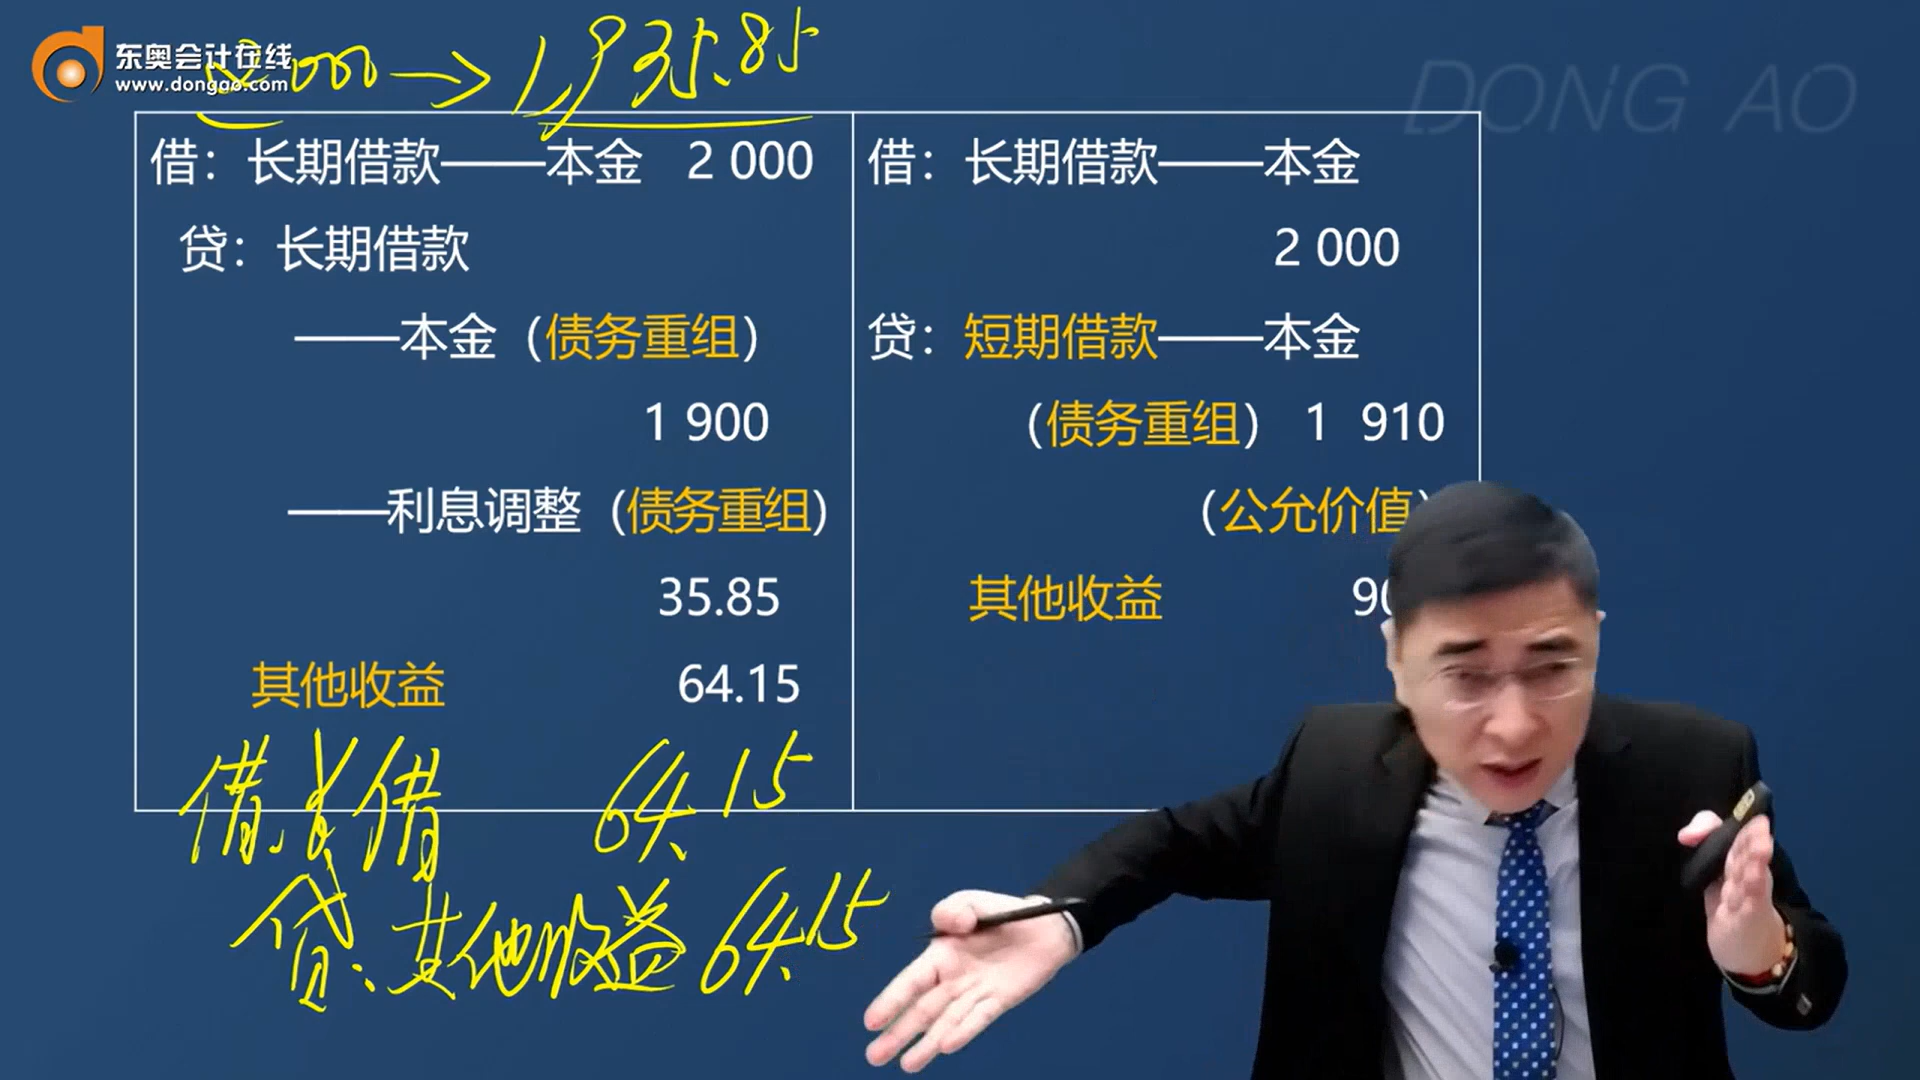 东奥会计在线
www.dongao.com
2000→1,935.85
DONG AO
借：长期借款——本金 2 000
贷：长期借款
——本金（债务重组）
1 900
——利息调整（债务重组）
35.85
其他收益 64.15
借：长借 64.15
贷：其他收益 64.15
借：长期借款——本金
2 000
贷：短期借款——本金
（债务重组） 1 910
（公允价值
其他收益